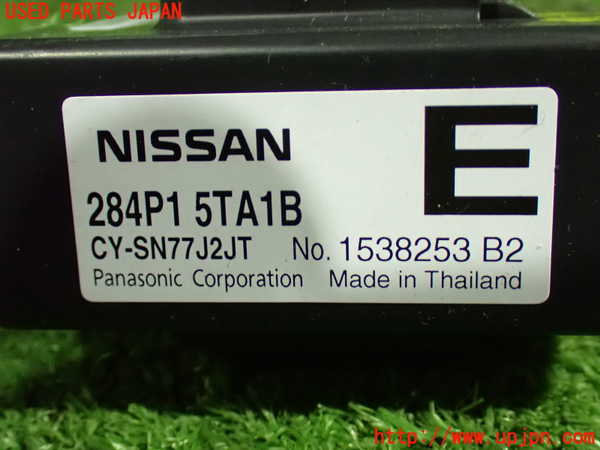 USED PARTS JAPAN
NISSAN
E
284P1 5TA1B
CY-SN77J2JT No. 1538253 B2
Panasonic Corporation Made in Thailand
http://www.upjpn.com